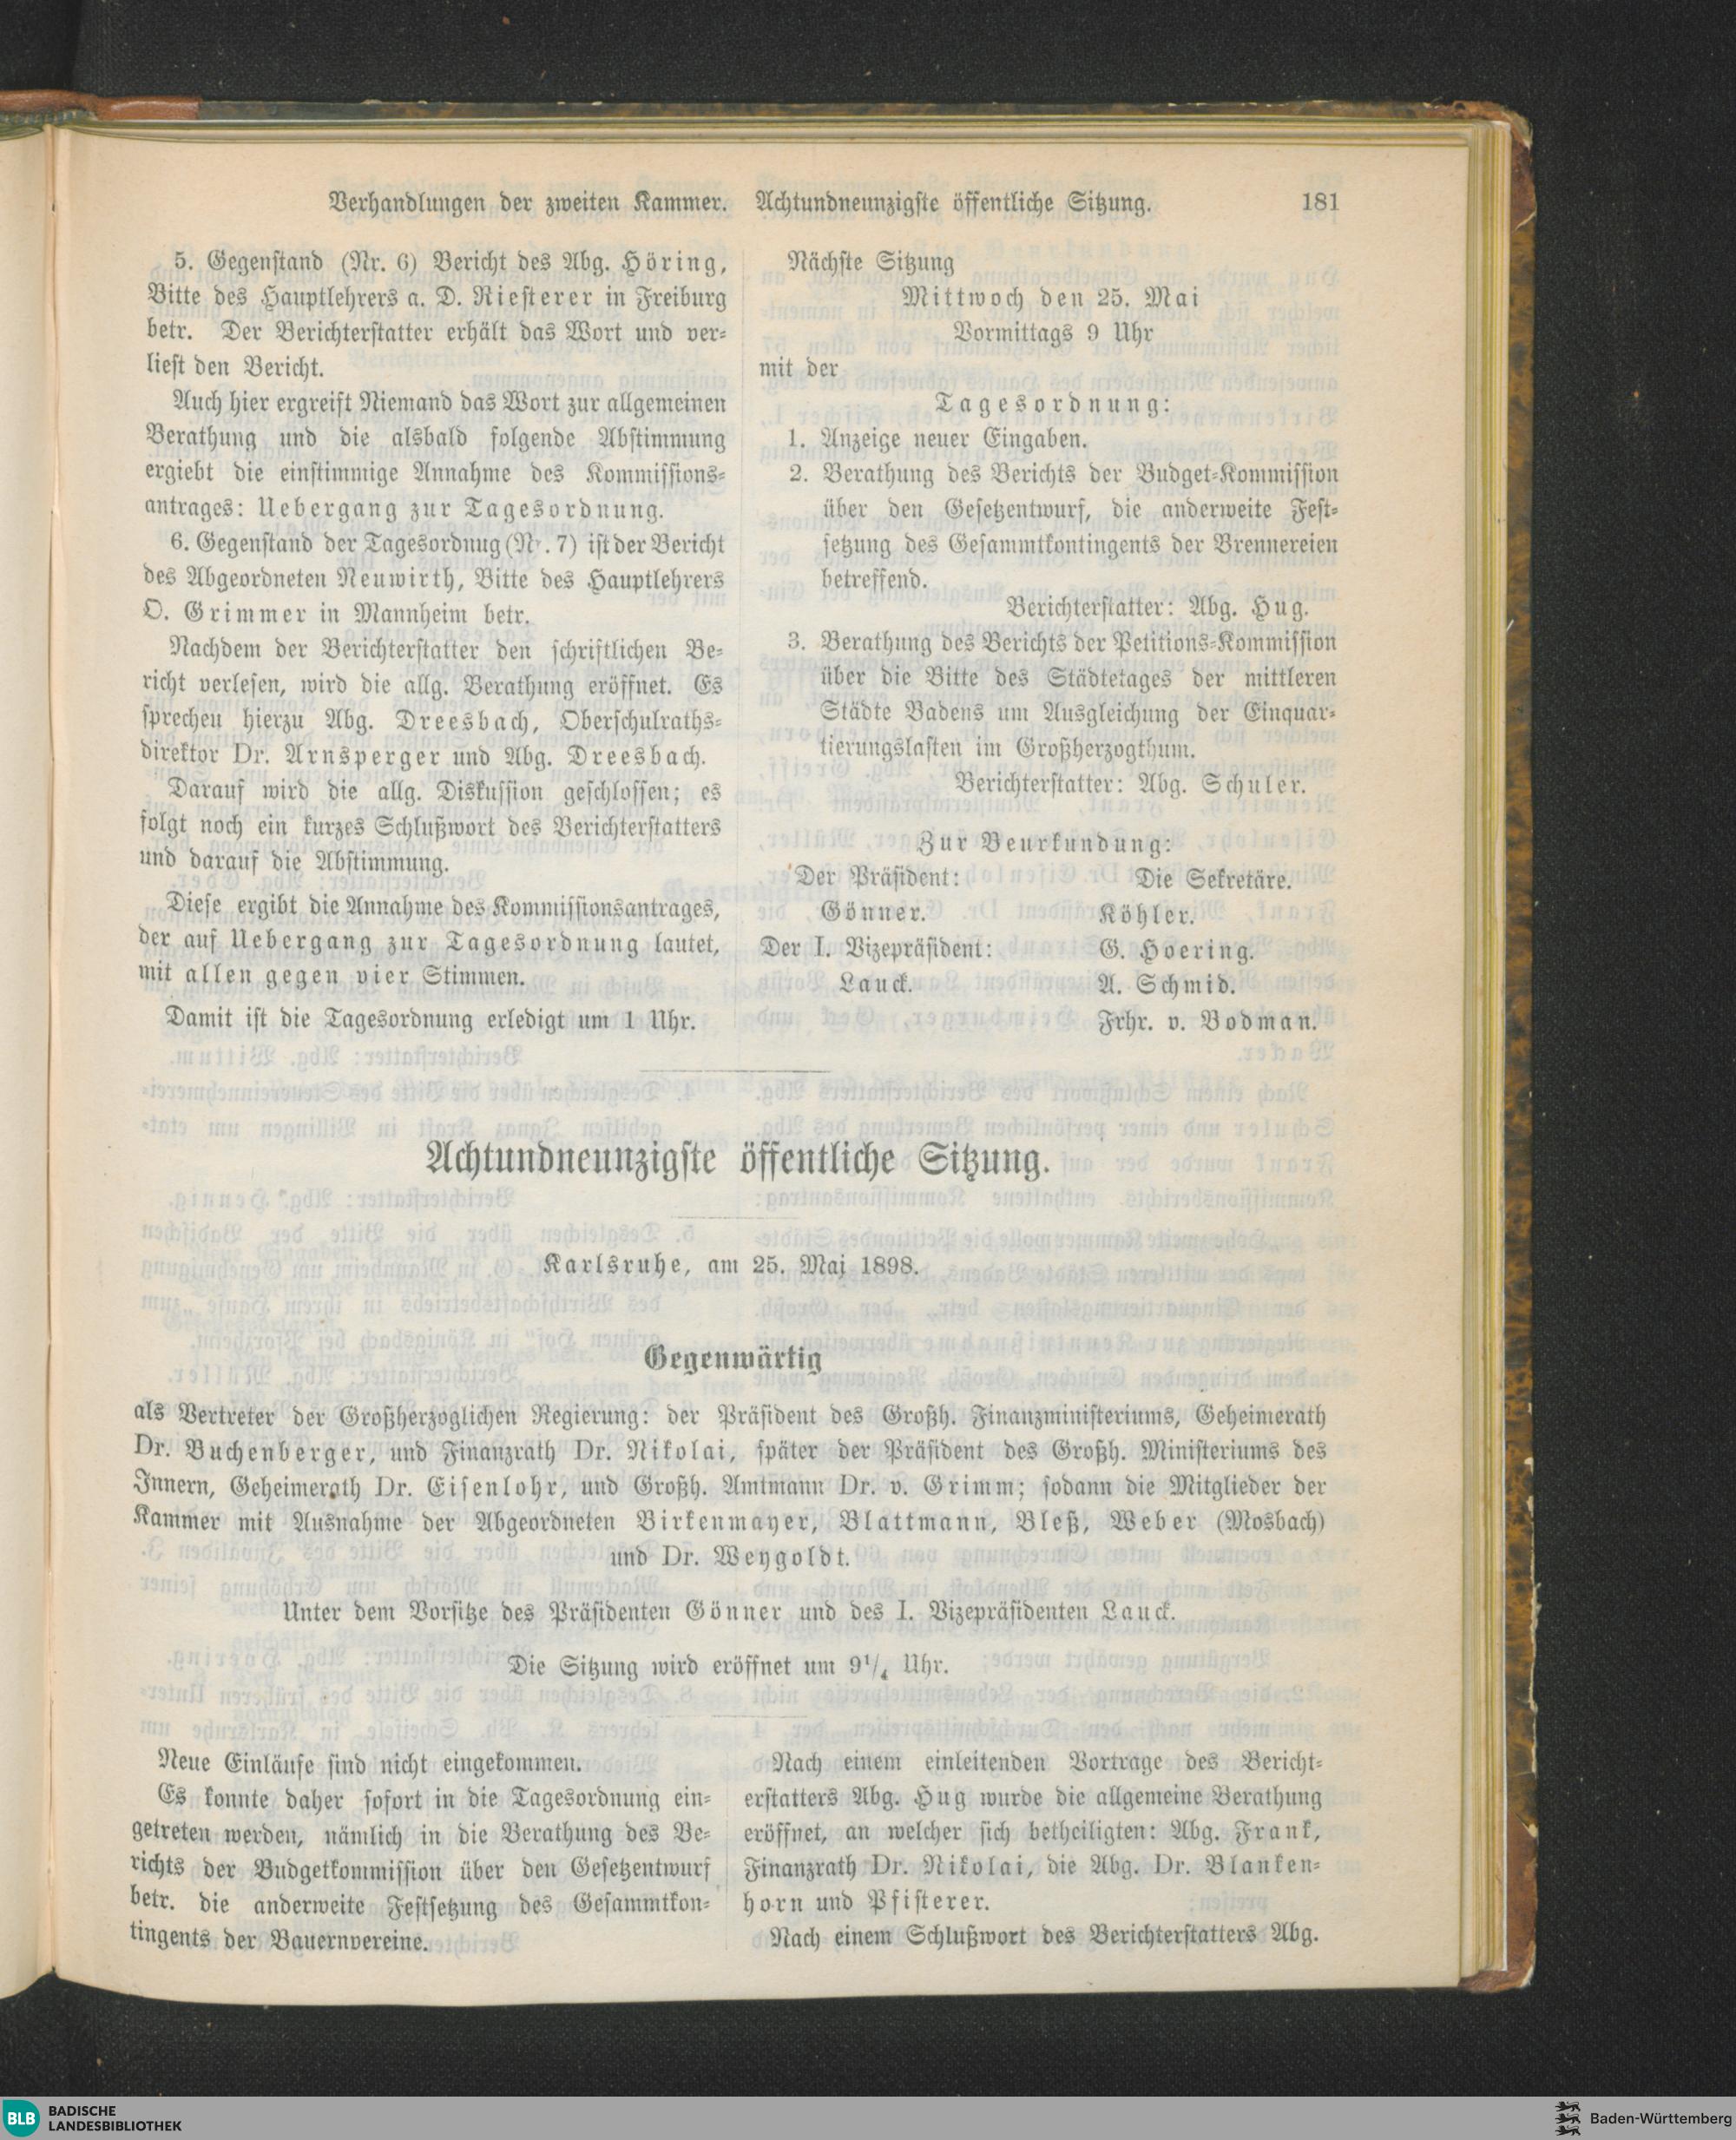 Verhandlungen der zweiten Kammer. Achtundneunzigste öffentliche Sitzung. 181
5. Gegenstand (Nr. 6) Bericht des Abg. Höring,
Bitte des Hauptlehrers a. D. Riesterer in Freiburg
betr. Der Berichterstatter erhält das Wort und ver-
liest den Bericht.
Auch hier ergreift Niemand das Wort zur allgemeinen
Berathung und die alsbald folgende Abstimmung
ergiebt die einstimmige Annahme des Kommissions-
antrages: Uebergang zur Tagesordnung.
6. Gegenstand der Tagesordnug (Nr. 7) ist der Bericht
des Abgeordneten Neuwirth, Bitte des Hauptlehrers
O. Grimmer in Mannheim betr.
Nachdem der Berichterstatter den schriftlichen Be-
richt verlesen, wird die allg. Berathung eröffnet. Es
sprechen hierzu Abg. Dreesbach, Oberschulraths-
direktor Dr. Arnsperger und Abg. Dreesbach.
Darauf wird die allg. Diskussion geschlossen; es
folgt noch ein kurzes Schlußwort des Berichterstatters
und darauf die Abstimmung.
Diese ergibt die Annahme des Kommissionsantrages,
der auf Uebergang zur Tagesordnung lautet,
mit allen gegen vier Stimmen.
Damit ist die Tagesordnung erledigt um 1 Uhr.
Nächste Sitzung
Mittwoch den 25. Mai
Vormittags 9 Uhr
mit der
Tagesordnung:
1. Anzeige neuer Eingaben.
2. Berathung des Berichts der Budget-Kommission
über den Gesetzentwurf, die anderweite Fest-
setzung des Gesammtkontingents der Brennereien
betreffend.
Berichterstatter: Abg. Hug.
3. Berathung des Berichts der Petitions-Kommission
über die Bitte des Städtetages der mittleren
Städte Badens um Ausgleichung der Einquar-
tierungslasten im Großherzogthum.
Berichterstatter: Abg. Schuler.
Zur Beurkundung:
Der Präsident: Die Sekretäre.
Gönner. Köhler.
Der I. Vizepräsident: G. Hoering.
Lauck. A. Schmid.
Frhr. v. Bodman.
Achtundneunzigste öffentliche Sitzung.
Karlsruhe, am 25. Mai 1898.
Gegenwärtig
als Vertreter der Großherzoglichen Regierung: der Präsident des Großh. Finanzministeriums, Geheimerath
Dr. Buchenberger, und Finanzrath Dr. Nikolai, später der Präsident des Großh. Ministeriums des
Innern, Geheimerath Dr. Eisenlohr, und Großh. Amtmann Dr. v. Grimm; sodann die Mitglieder der
Kammer mit Ausnahme der Abgeordneten Birkenmayer, Blattmann, Bleß, Weber (Mosbach)
und Dr. Weygoldt.
Unter dem Vorsitze des Präsidenten Gönner und des I. Vizepräsidenten Lauck.
Die Sitzung wird eröffnet um 9¹/₄ Uhr.
Neue Einläufe sind nicht eingekommen.
Es konnte daher sofort in die Tagesordnung ein-
getreten werden, nämlich in die Berathung des Be-
richts der Budgetkommission über den Gesetzentwurf
betr. die anderweite Festsetzung des Gesammtkon-
tingents der Bauernvereine.
Nach einem einleitenden Vortrage des Bericht-
erstatters Abg. Hug wurde die allgemeine Berathung
eröffnet, an welcher sich betheiligten: Abg. Frank,
Finanzrath Dr. Nikolai, die Abg. Dr. Blanken-
horn und Pfisterer.
Nach einem Schlußwort des Berichterstatters Abg.
BLB BADISCHE
LANDESBIBLIOTHEK
Baden-Württemberg